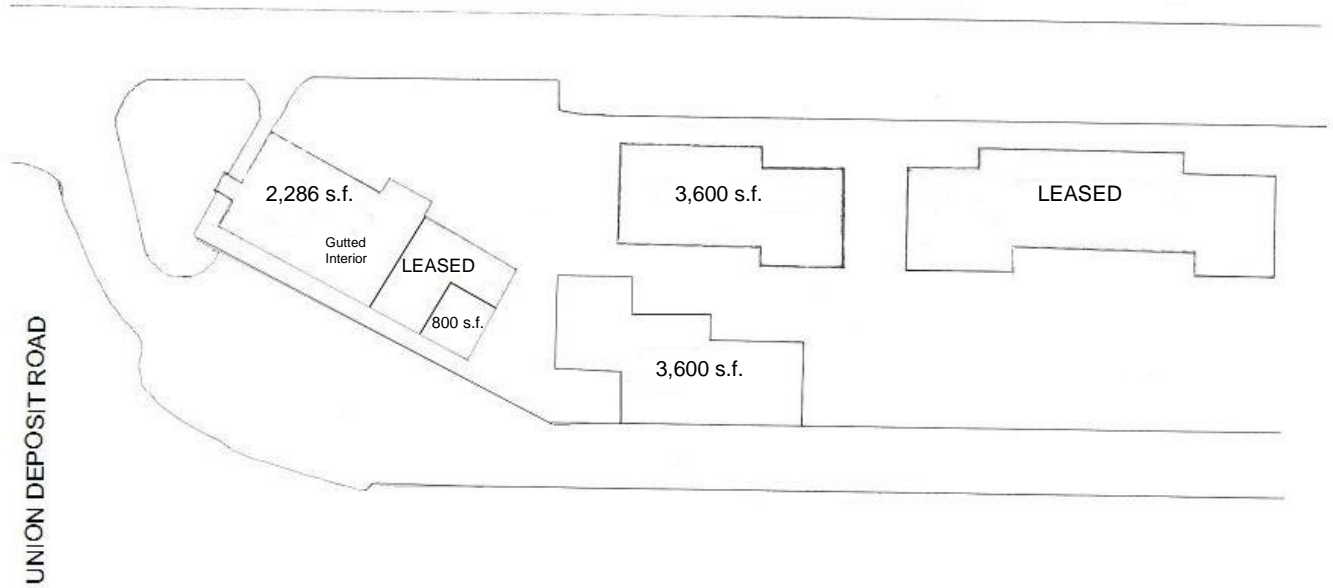 2,286 s.f.
Gutted
Interior
LEASED
800 s.f.
3,600 s.f.
LEASED
3,600 s.f.
UNION DEPOSIT ROAD